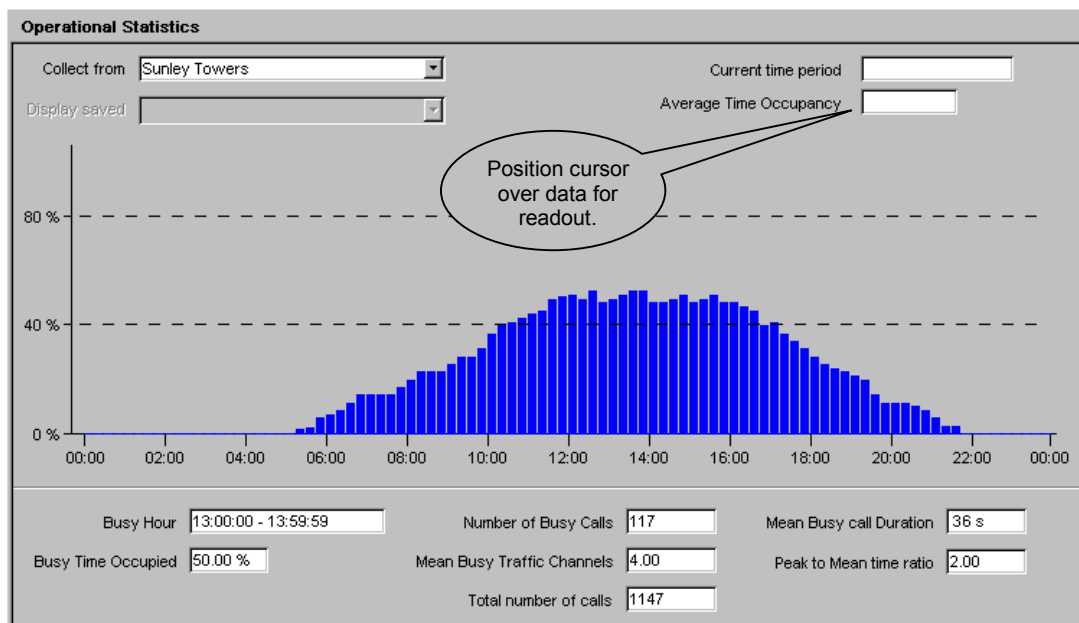 Operational Statistics
Collect from Sunley Towers
Current time period
Display saved
Average Time Occupancy
Position cursor
over data for
readout.
80 %
40 %
0 %
00:00 02:00 04:00 06:00 08:00 10:00 12:00 14:00 16:00 18:00 20:00 22:00 00:00
Busy Hour 13:00:00 - 13:59:59 Number of Busy Calls 117 Mean Busy call Duration 36 s
Busy Time Occupied 50.00 % Mean Busy Traffic Channels 4.00 Peak to Mean time ratio 2.00
Total number of calls 1147